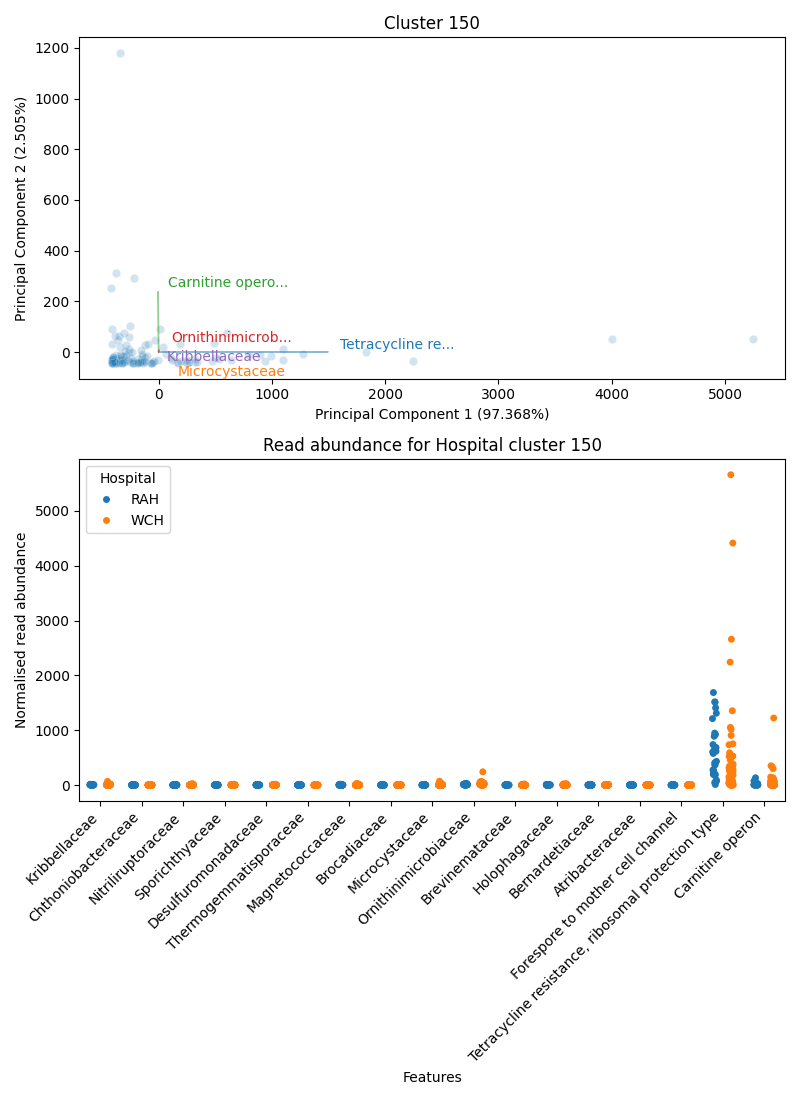 Cluster 150
Principal Component 2 (2.505%)
1200
1000
800
600
400
200
0
Carnitine opero...
Ornithinimicrob...
Tetracycline re...
Kribbellaceae
Microcystaceae
0
1000
2000
3000
4000
5000
Principal Component 1 (97.368%)
Read abundance for Hospital cluster 150
Normalised read abundance
5000
4000
3000
2000
1000
0
Hospital
RAH
WCH
Kribbellaceae
Chthoniobacteraceae
Nitriliruptoraceae
Sporichthyaceae
Desulfuromonadaceae
Thermogemmatisporaceae
Magnetococcaceae
Brocadiaceae
Microcystaceae
Ornithinimicrobiaceae
Brevinemataceae
Holophagaceae
Bernardetiaceae
Atribacteraceae
Forespore to mother cell channel
Tetracycline resistance, ribosomal protection type
Carnitine operon
Features